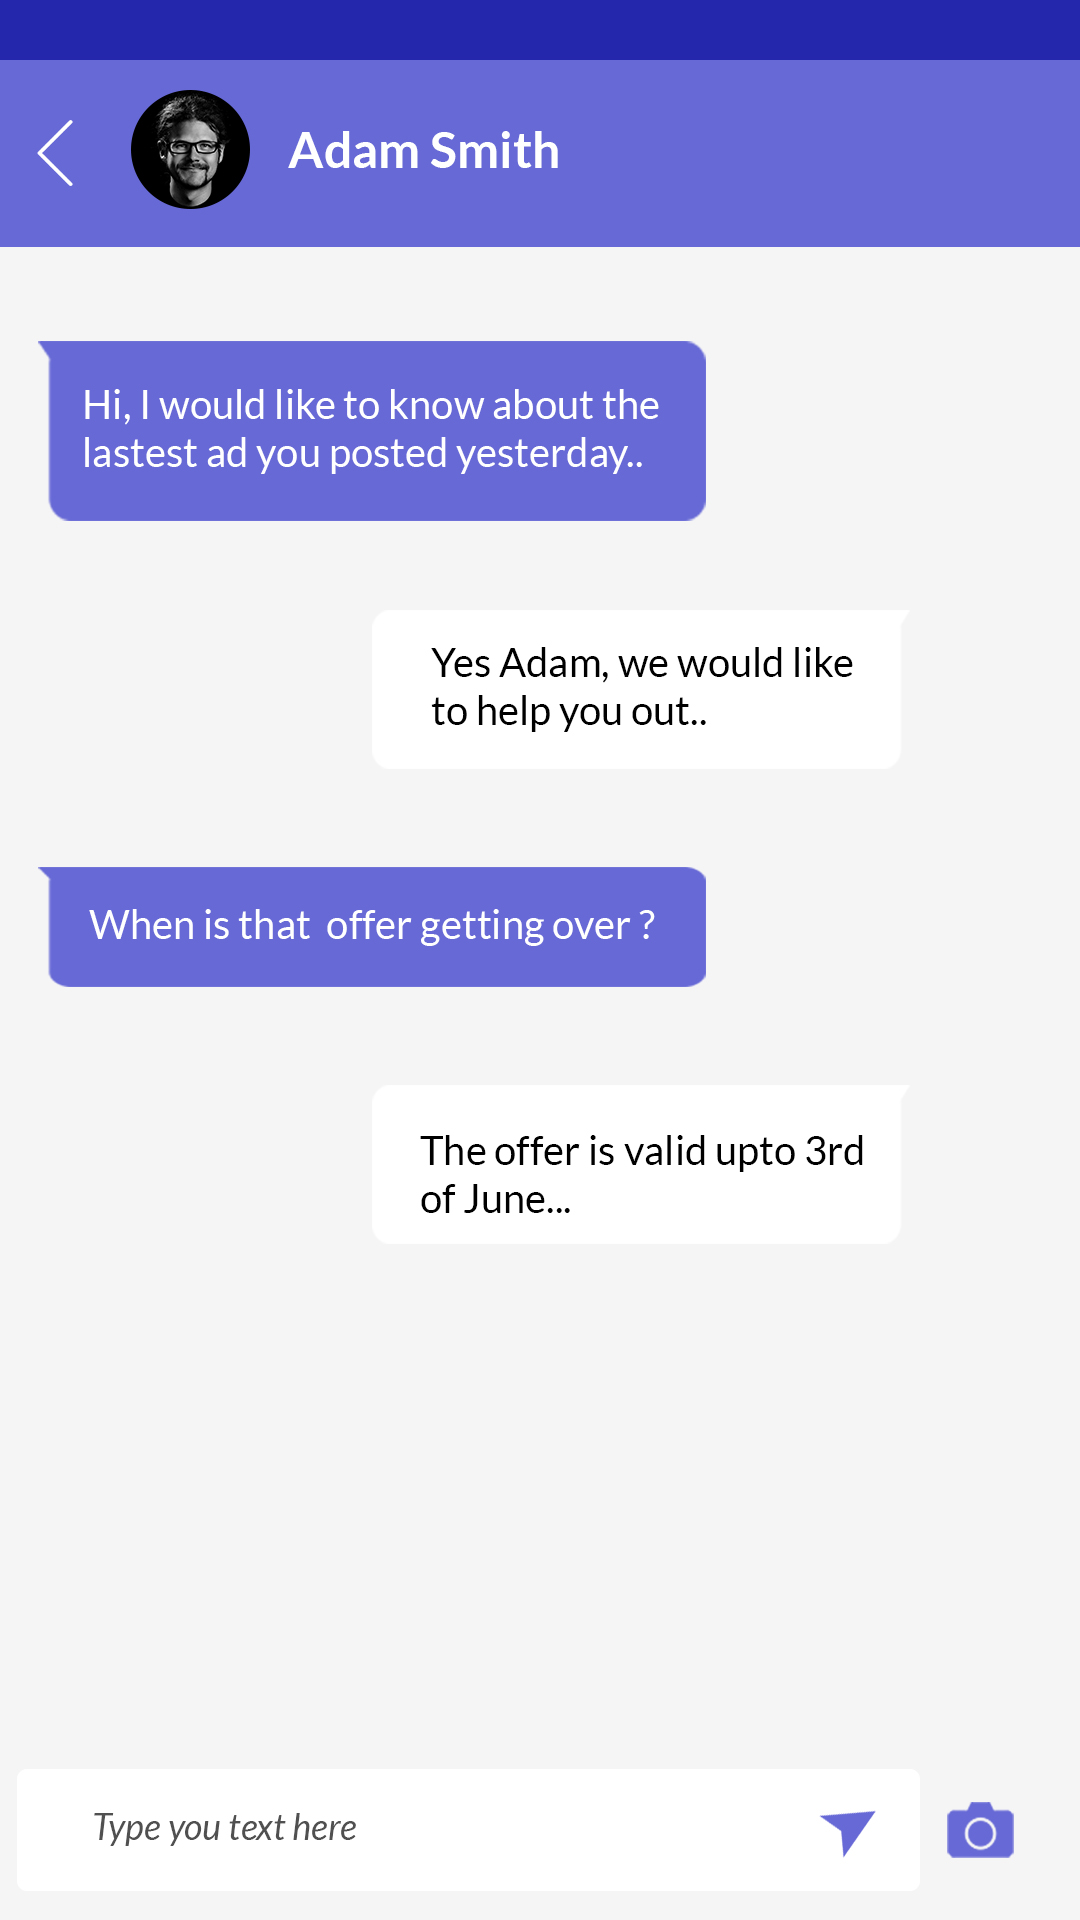 Adam Smith
Hi, I would like to know about the
lastest ad you posted yesterday..
Yes Adam, we would like
to help you out..
When is that  offer getting over ?
The offer is valid upto 3rd
of June...
Type you text here